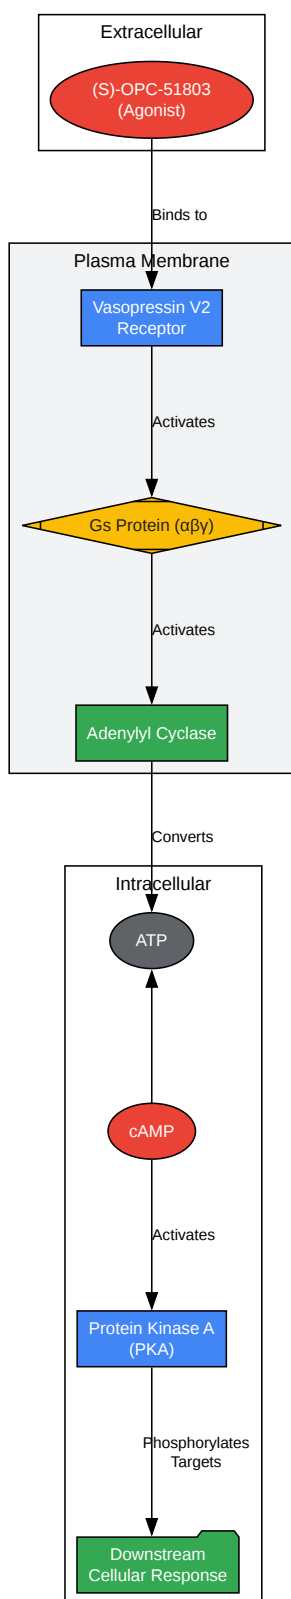 Extracellular
(S)-OPC-51803
(Agonist)
Binds to
Plasma Membrane
Vasopressin V2
Receptor
Activates
Gs Protein (αβγ)
Activates
Adenylyl Cyclase
Converts
Intracellular
ATP
cAMP
Activates
Protein Kinase A
(PKA)
Phosphorylates
Targets
Downstream
Cellular Response